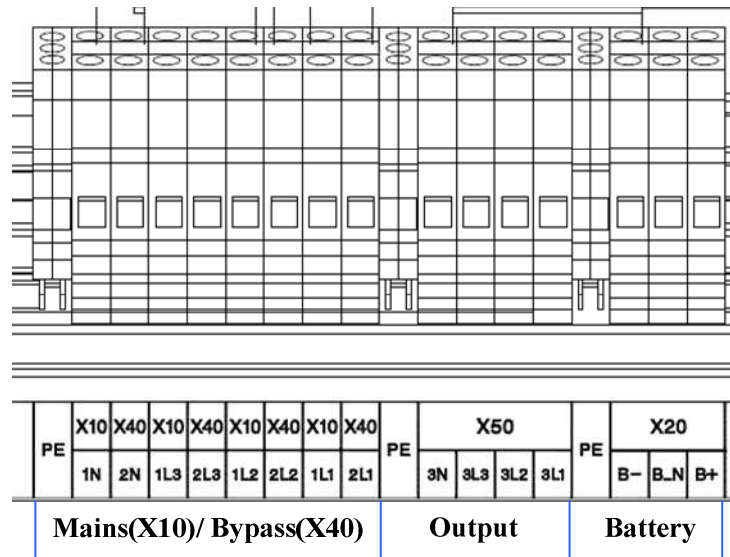 X10 X40 X10 X40 X10 X40 X10 X40 X50 X20
PE PE PE
1N 2N 1L3 2L3 1L2 2L2 1L1 2L1 3N 3L3 3L2 3L1 B- B_N B+
Mains(X10)/ Bypass(X40) Output Battery